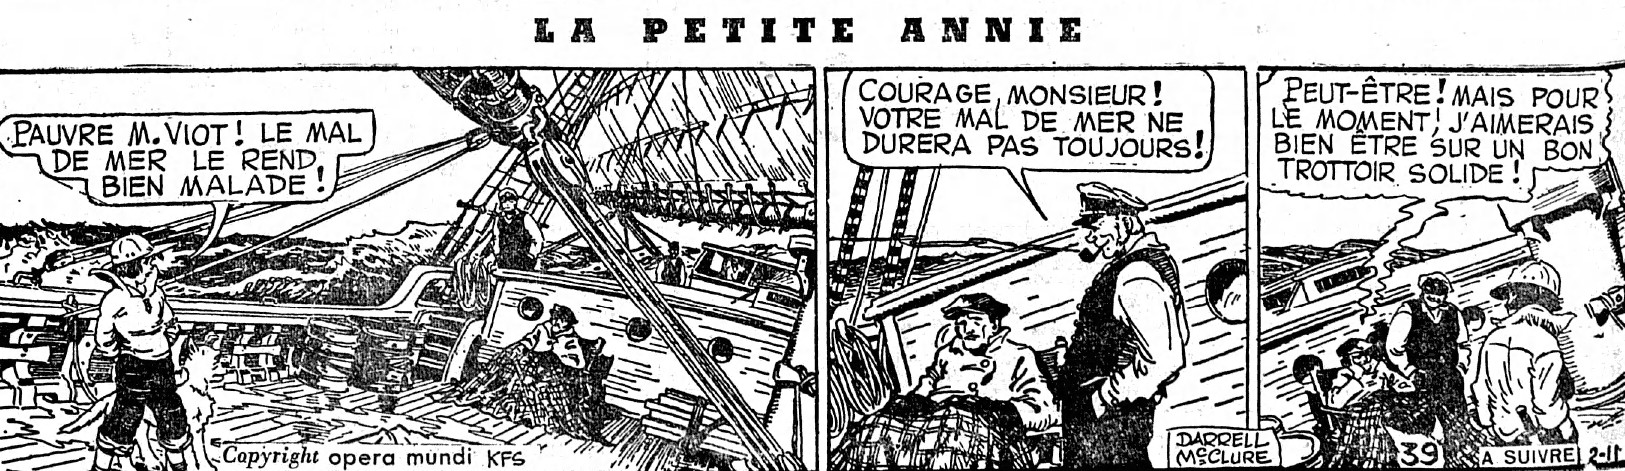 LA PETITE ANNIE
PAUVRE M. VIOT! LE MAL
DE MER LE REND
BIEN MALADE!
COURAGE, MONSIEUR!
VOTRE MAL DE MER NE
DURERA PAS TOUJOURS!
PEUT-ÊTRE! MAIS POUR
LE MOMENT, J'AIMERAIS
BIEN ÊTRE SUR UN BON
TROTTOIR SOLIDE!
Copyright opera mundi KFS
DARRELL
McCLURE
39
A SUIVRE
2-11